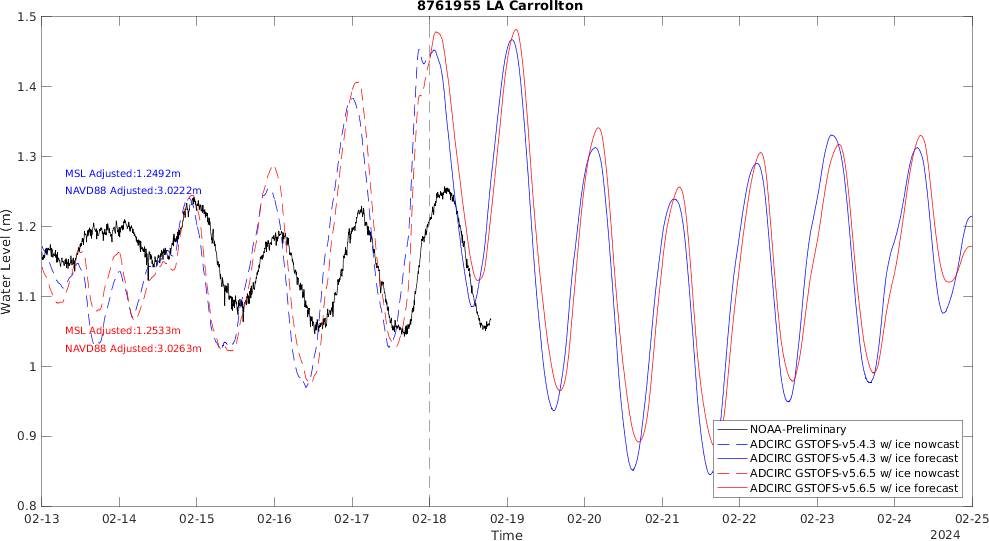 8761955 LA Carrollton
Water Level (m)
1.5
1.4
1.3
1.2
1.1
1
0.9
0.8
MSL Adjusted:1.2492m
NAVD88 Adjusted:3.0222m
MSL Adjusted:1.2533m
NAVD88 Adjusted:3.0263m
NOAA-Preliminary
ADCIRC GSTOFS-v5.4.3 w/ ice nowcast
ADCIRC GSTOFS-v5.4.3 w/ ice forecast
ADCIRC GSTOFS-v5.6.5 w/ ice nowcast
ADCIRC GSTOFS-v5.6.5 w/ ice forecast
02-13 02-14 02-15 02-16 02-17 02-18 02-19 02-20 02-21 02-22 02-23 02-24 02-25
Time
2024